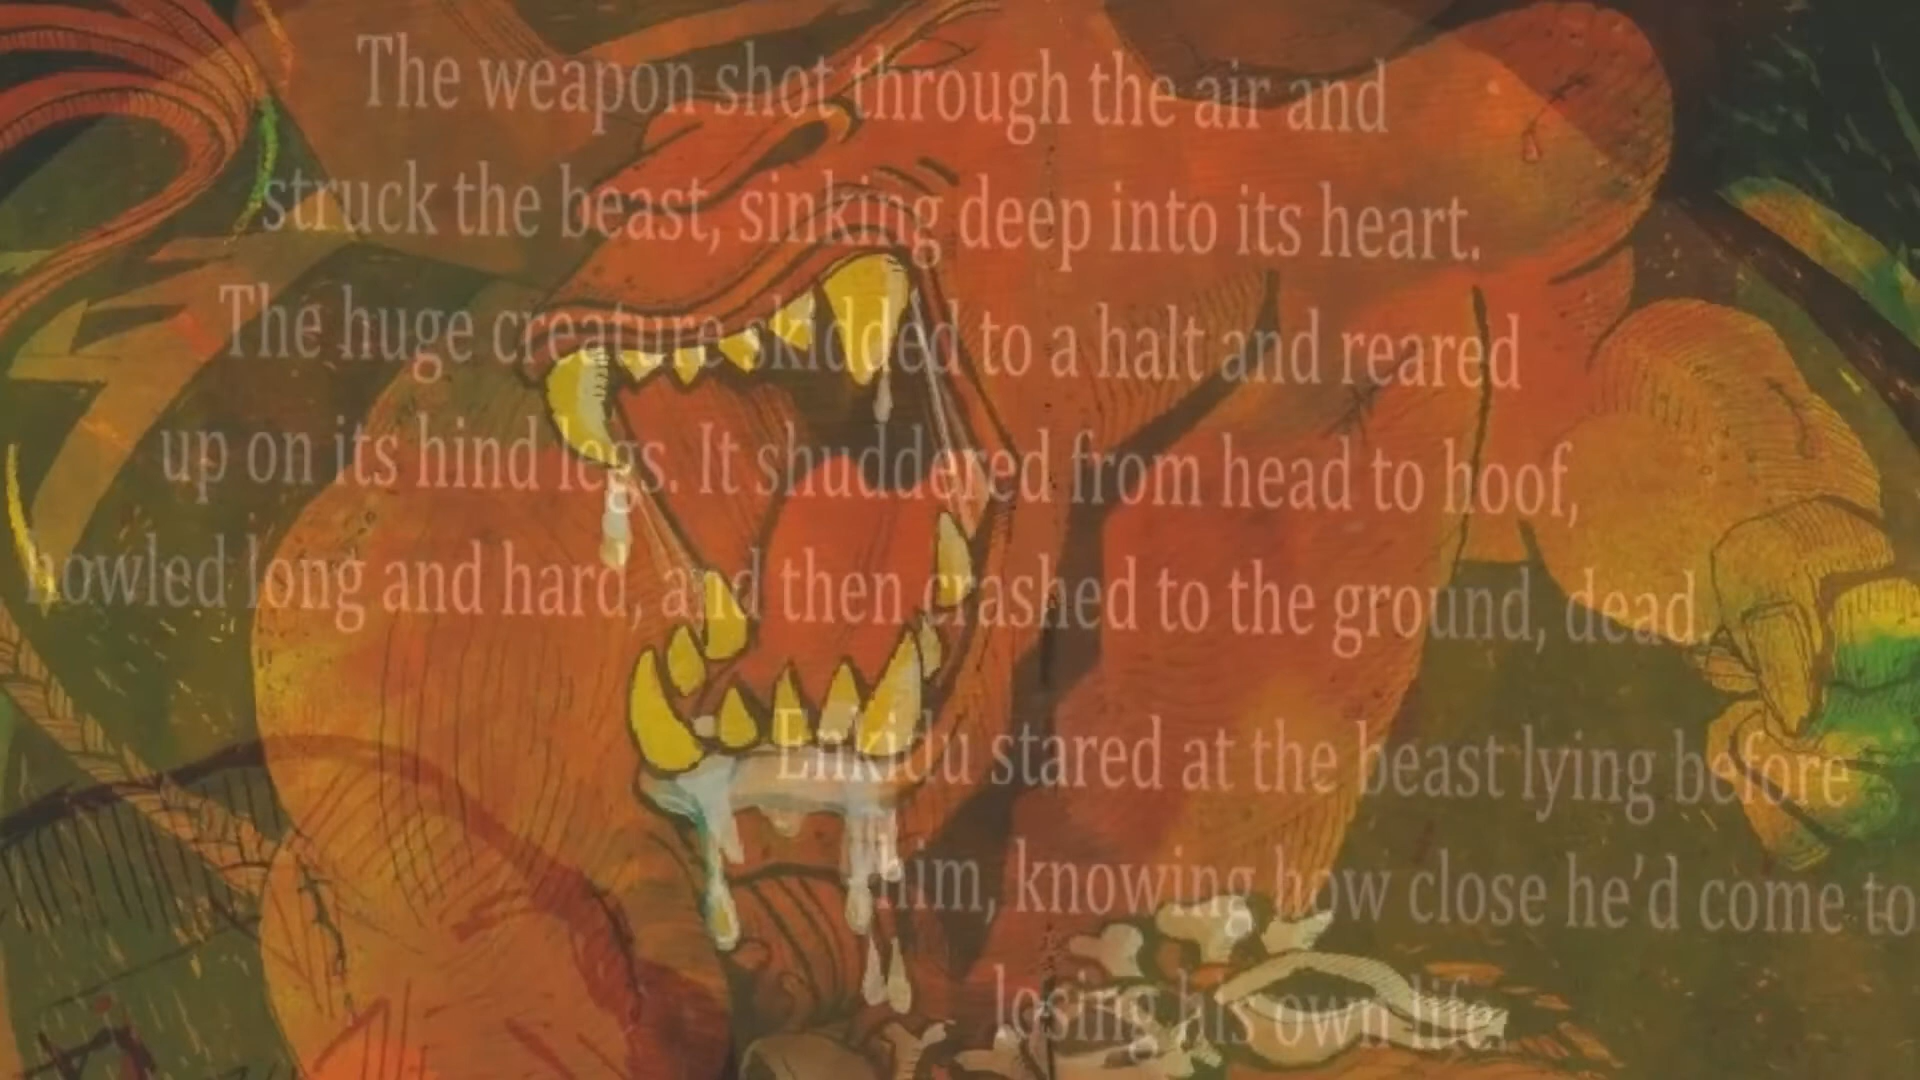 The weapon shot through the air and
struck the beast, sinking deep into its heart.
The huge creature skidded to a halt and reared
up on its hind legs. It shuddered from head to hoof,
howled long and hard, and then crashed to the ground, dead.
Enkidu stared at the beast lying before
him, knowing how close he’d come to
losing his own life.